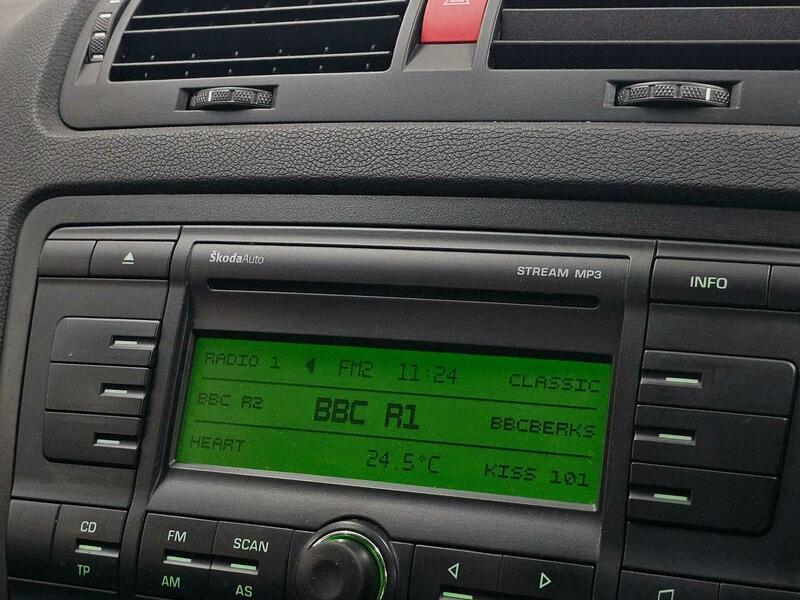 ŠkodaAuto
STREAM MP3
INFO
RADIO 1 FM2 11:24 CLASSIC
BBC R2 BBC R1 BBCBERKS
HEART 24.5°C KISS 101
CD
TP
FM
AM
SCAN
AS